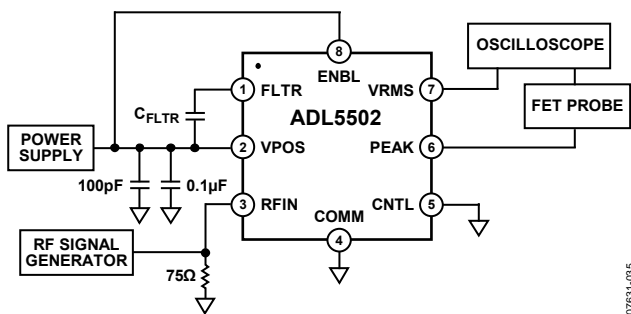 8
ENBL
OSCILLOSCOPE
1
FLTR
VRMS
7
C_FLTR
ADL5502
FET PROBE
POWER
SUPPLY
2
VPOS
PEAK
6
100pF
0.1µF
3
RFIN
COMM
CNTL
5
RF SIGNAL
GENERATOR
4
75Ω
07631-035